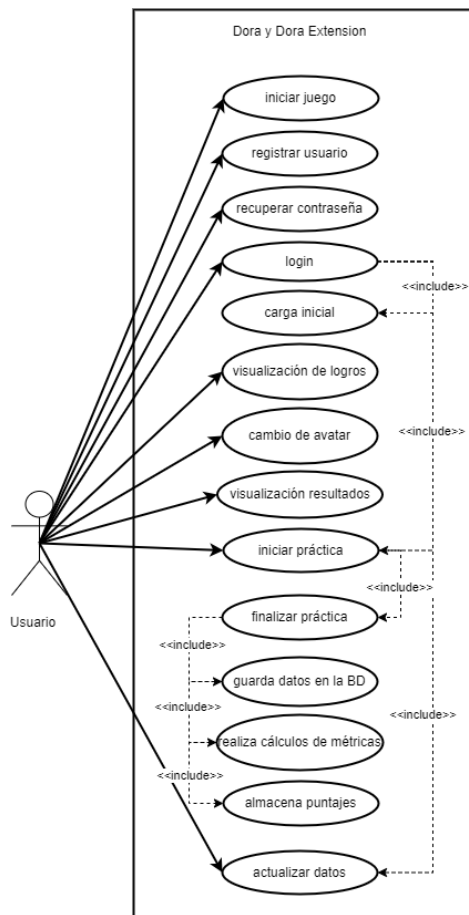 Dora y Dora Extension
iniciar juego
registrar usuario
recuperar contraseña
login
<<include>>
carga inicial
visualización de logros
<<include>>
cambio de avatar
visualización resultados
iniciar práctica
<<include>>
finalizar práctica
Usuario
<<include>>
guarda datos en la BD
<<include>>
<<include>>
realiza cálculos de métricas
<<include>>
almacena puntajes
actualizar datos